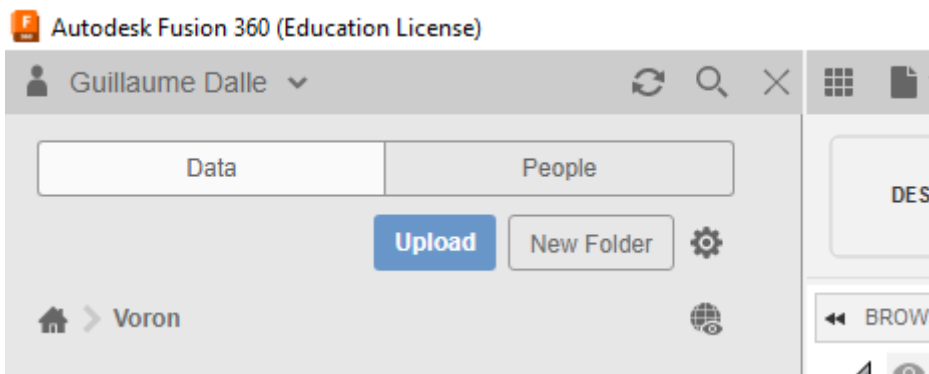 Autodesk Fusion 360 (Education License)
Guillaume Dalle
Data People
DES
Upload New Folder
Voron
BROW